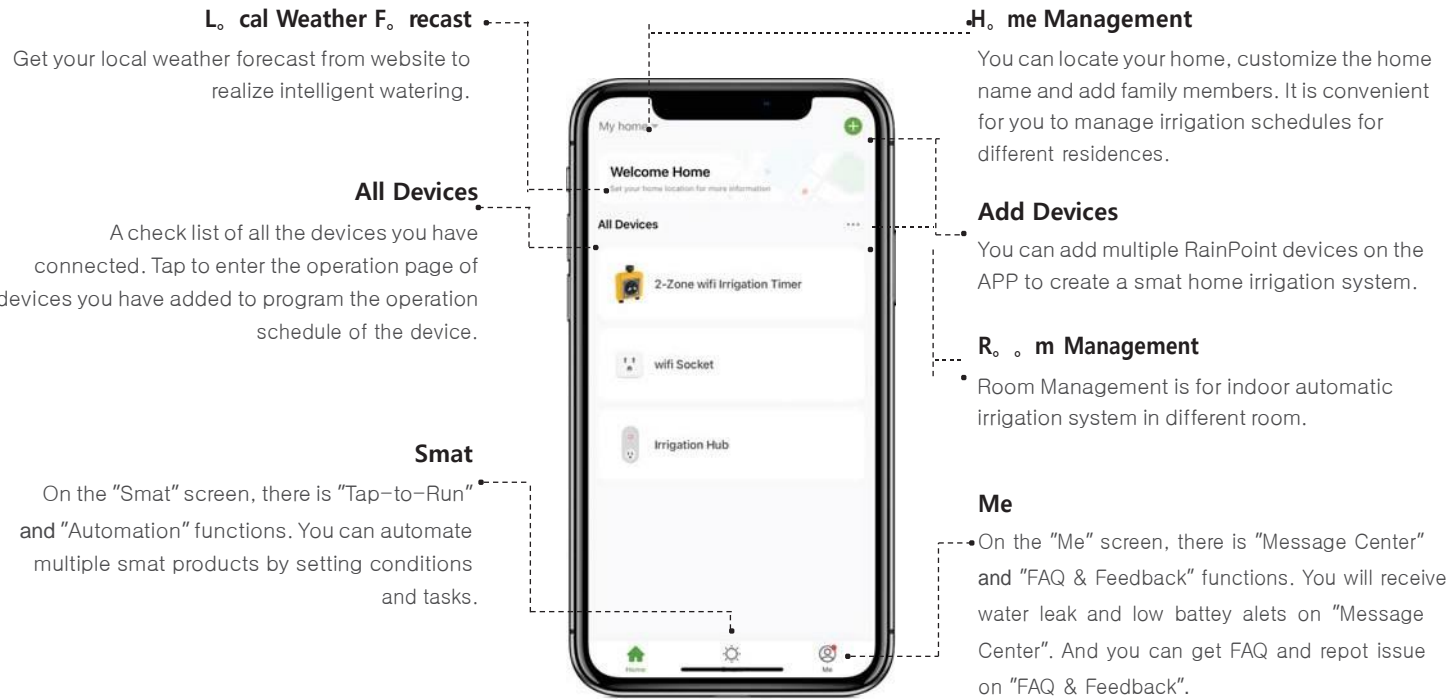 L。cal Weather F。recast
Get your local weather forecast from website to
realize intelligent watering.
All Devices
A check list of all the devices you have
connected. Tap to enter the operation page of
devices you have added to program the operation
schedule of the device.
Smat
On the "Smat" screen, there is "Tap-to-Run"
and "Automation" functions. You can automate
multiple smat products by setting conditions
and tasks.
My home
Welcome Home
Set your home location for more information
All Devices
2-Zone wifi Irrigation Timer
wifi Socket
Irrigation Hub
Home
Me
H。me Management
You can locate your home, customize the home
name and add family members. It is convenient
for you to manage irrigation schedules for
different residences.
Add Devices
You can add multiple RainPoint devices on the
APP to create a smat home irrigation system.
R。。m Management
Room Management is for indoor automatic
irrigation system in different room.
Me
On the "Me" screen, there is "Message Center"
and "FAQ & Feedback" functions. You will receive
water leak and low battey alets on "Message
Center". And you can get FAQ and repot issue
on "FAQ & Feedback".